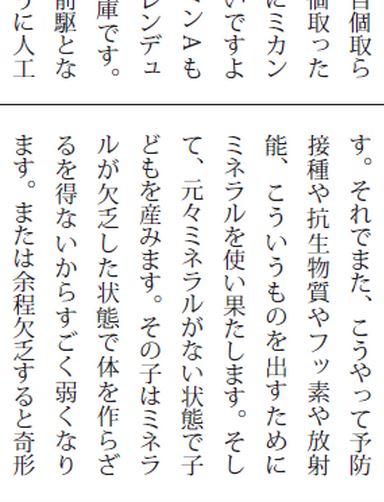 個取ら
個取った
にミカン
いですよ
ンAも
レンデュ
庫です。
前駆とな
うに人工
す。それでまた、こうやって予防
接種や抗生物質やフッ素や放射
能、こういうものを出すために
ミネラルを使い果たします。そし
て、元々ミネラルがない状態で子
どもを産みます。その子はミネラ
ルが欠乏した状態で体を作らざ
るを得ないからすごく弱くなり
ます。または余程欠乏すると奇形